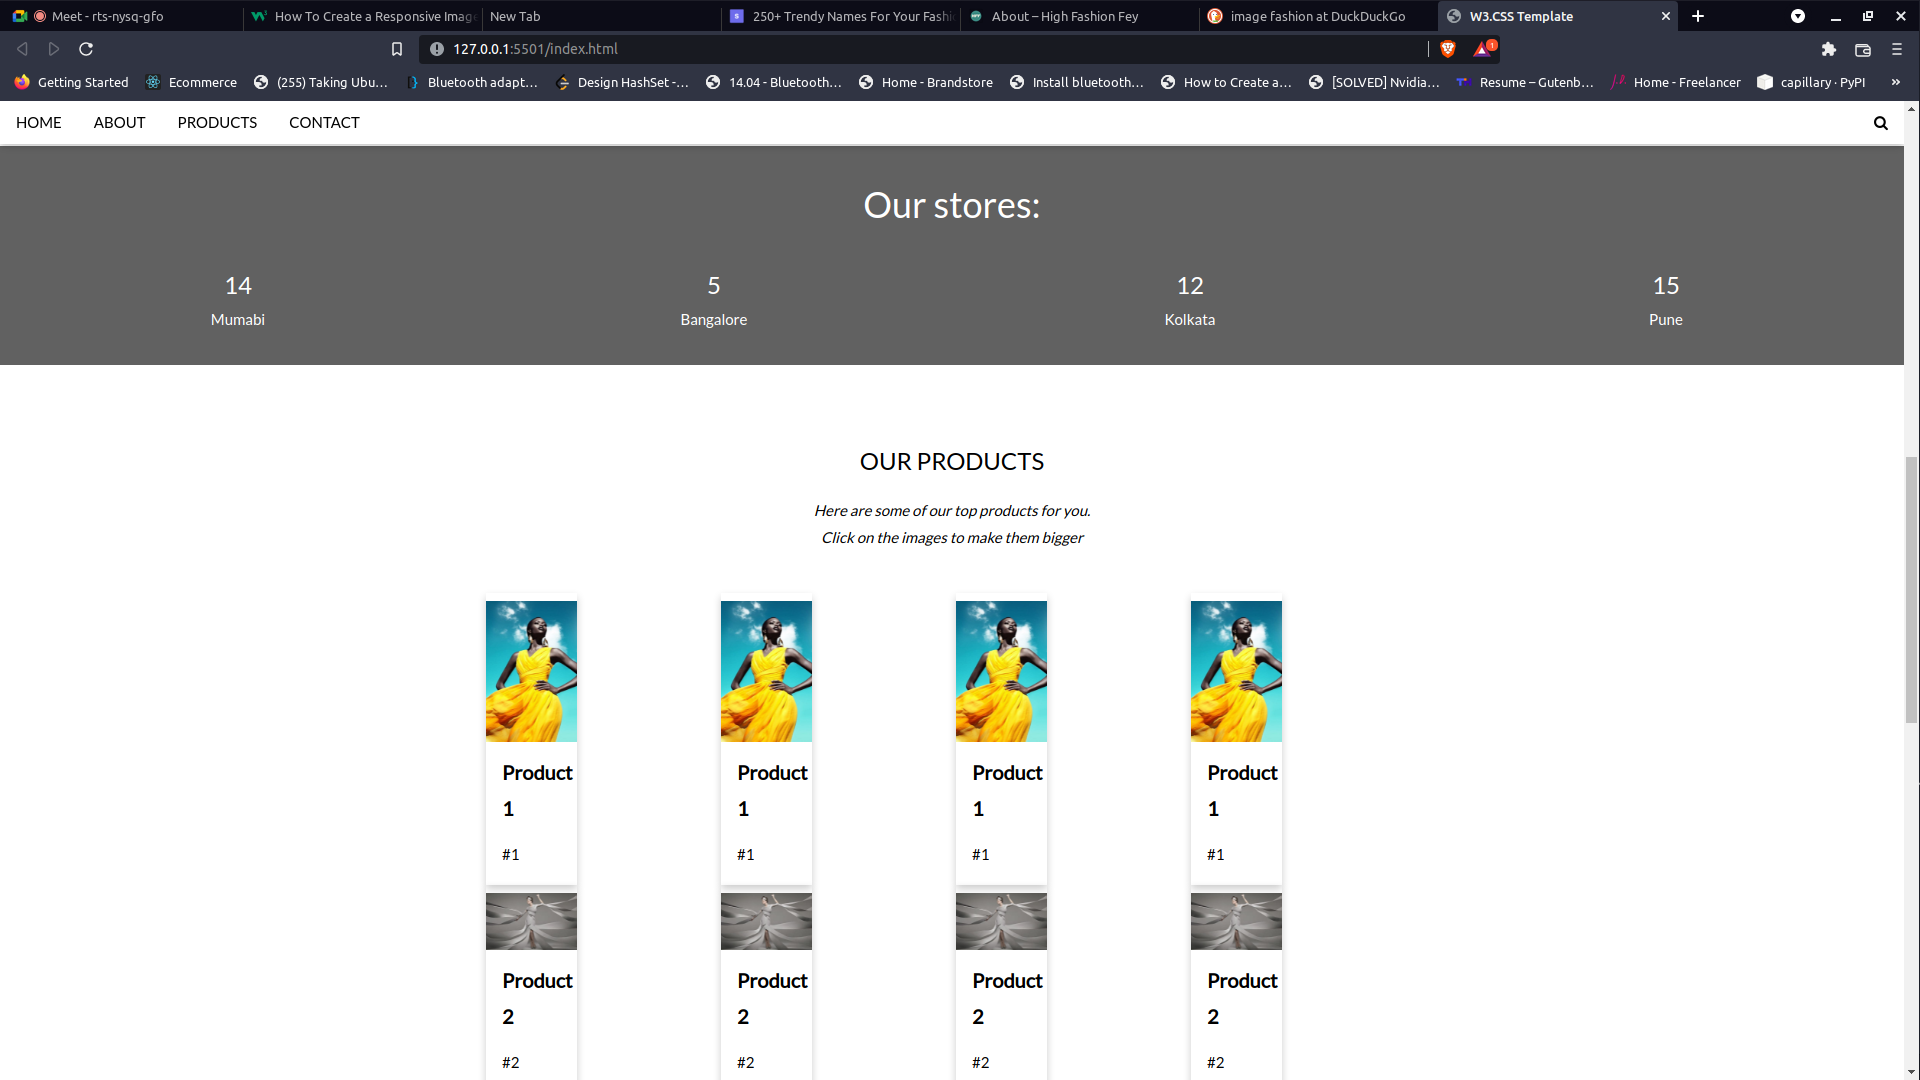 Meet - rts-nysq-gfo
How To Create a Responsive Imag
New Tab
250+ Trendy Names For Your Fashi
About – High Fashion Fey
image fashion at DuckDuckGo
W3.CSS Template
127.0.0.1:5501/index.html
1
Getting Started
Ecommerce
(255) Taking Ubu...
Bluetooth adapt...
Design HashSet -...
14.04 - Bluetooth...
Home - Brandstore
Install bluetooth...
How to Create a...
[SOLVED] Nvidia...
Resume – Gutenb...
Home - Freelancer
capillary · PyPI
»
HOME ABOUT PRODUCTS CONTACT
Our stores:
14 5 12 15
Mumabi Bangalore Kolkata Pune
OUR PRODUCTS
Here are some of our top products for you.
Click on the images to make them bigger
Product Product Product Product
1 1 1 1
#1 #1 #1 #1
Product Product Product Product
2 2 2 2
#2 #2 #2 #2